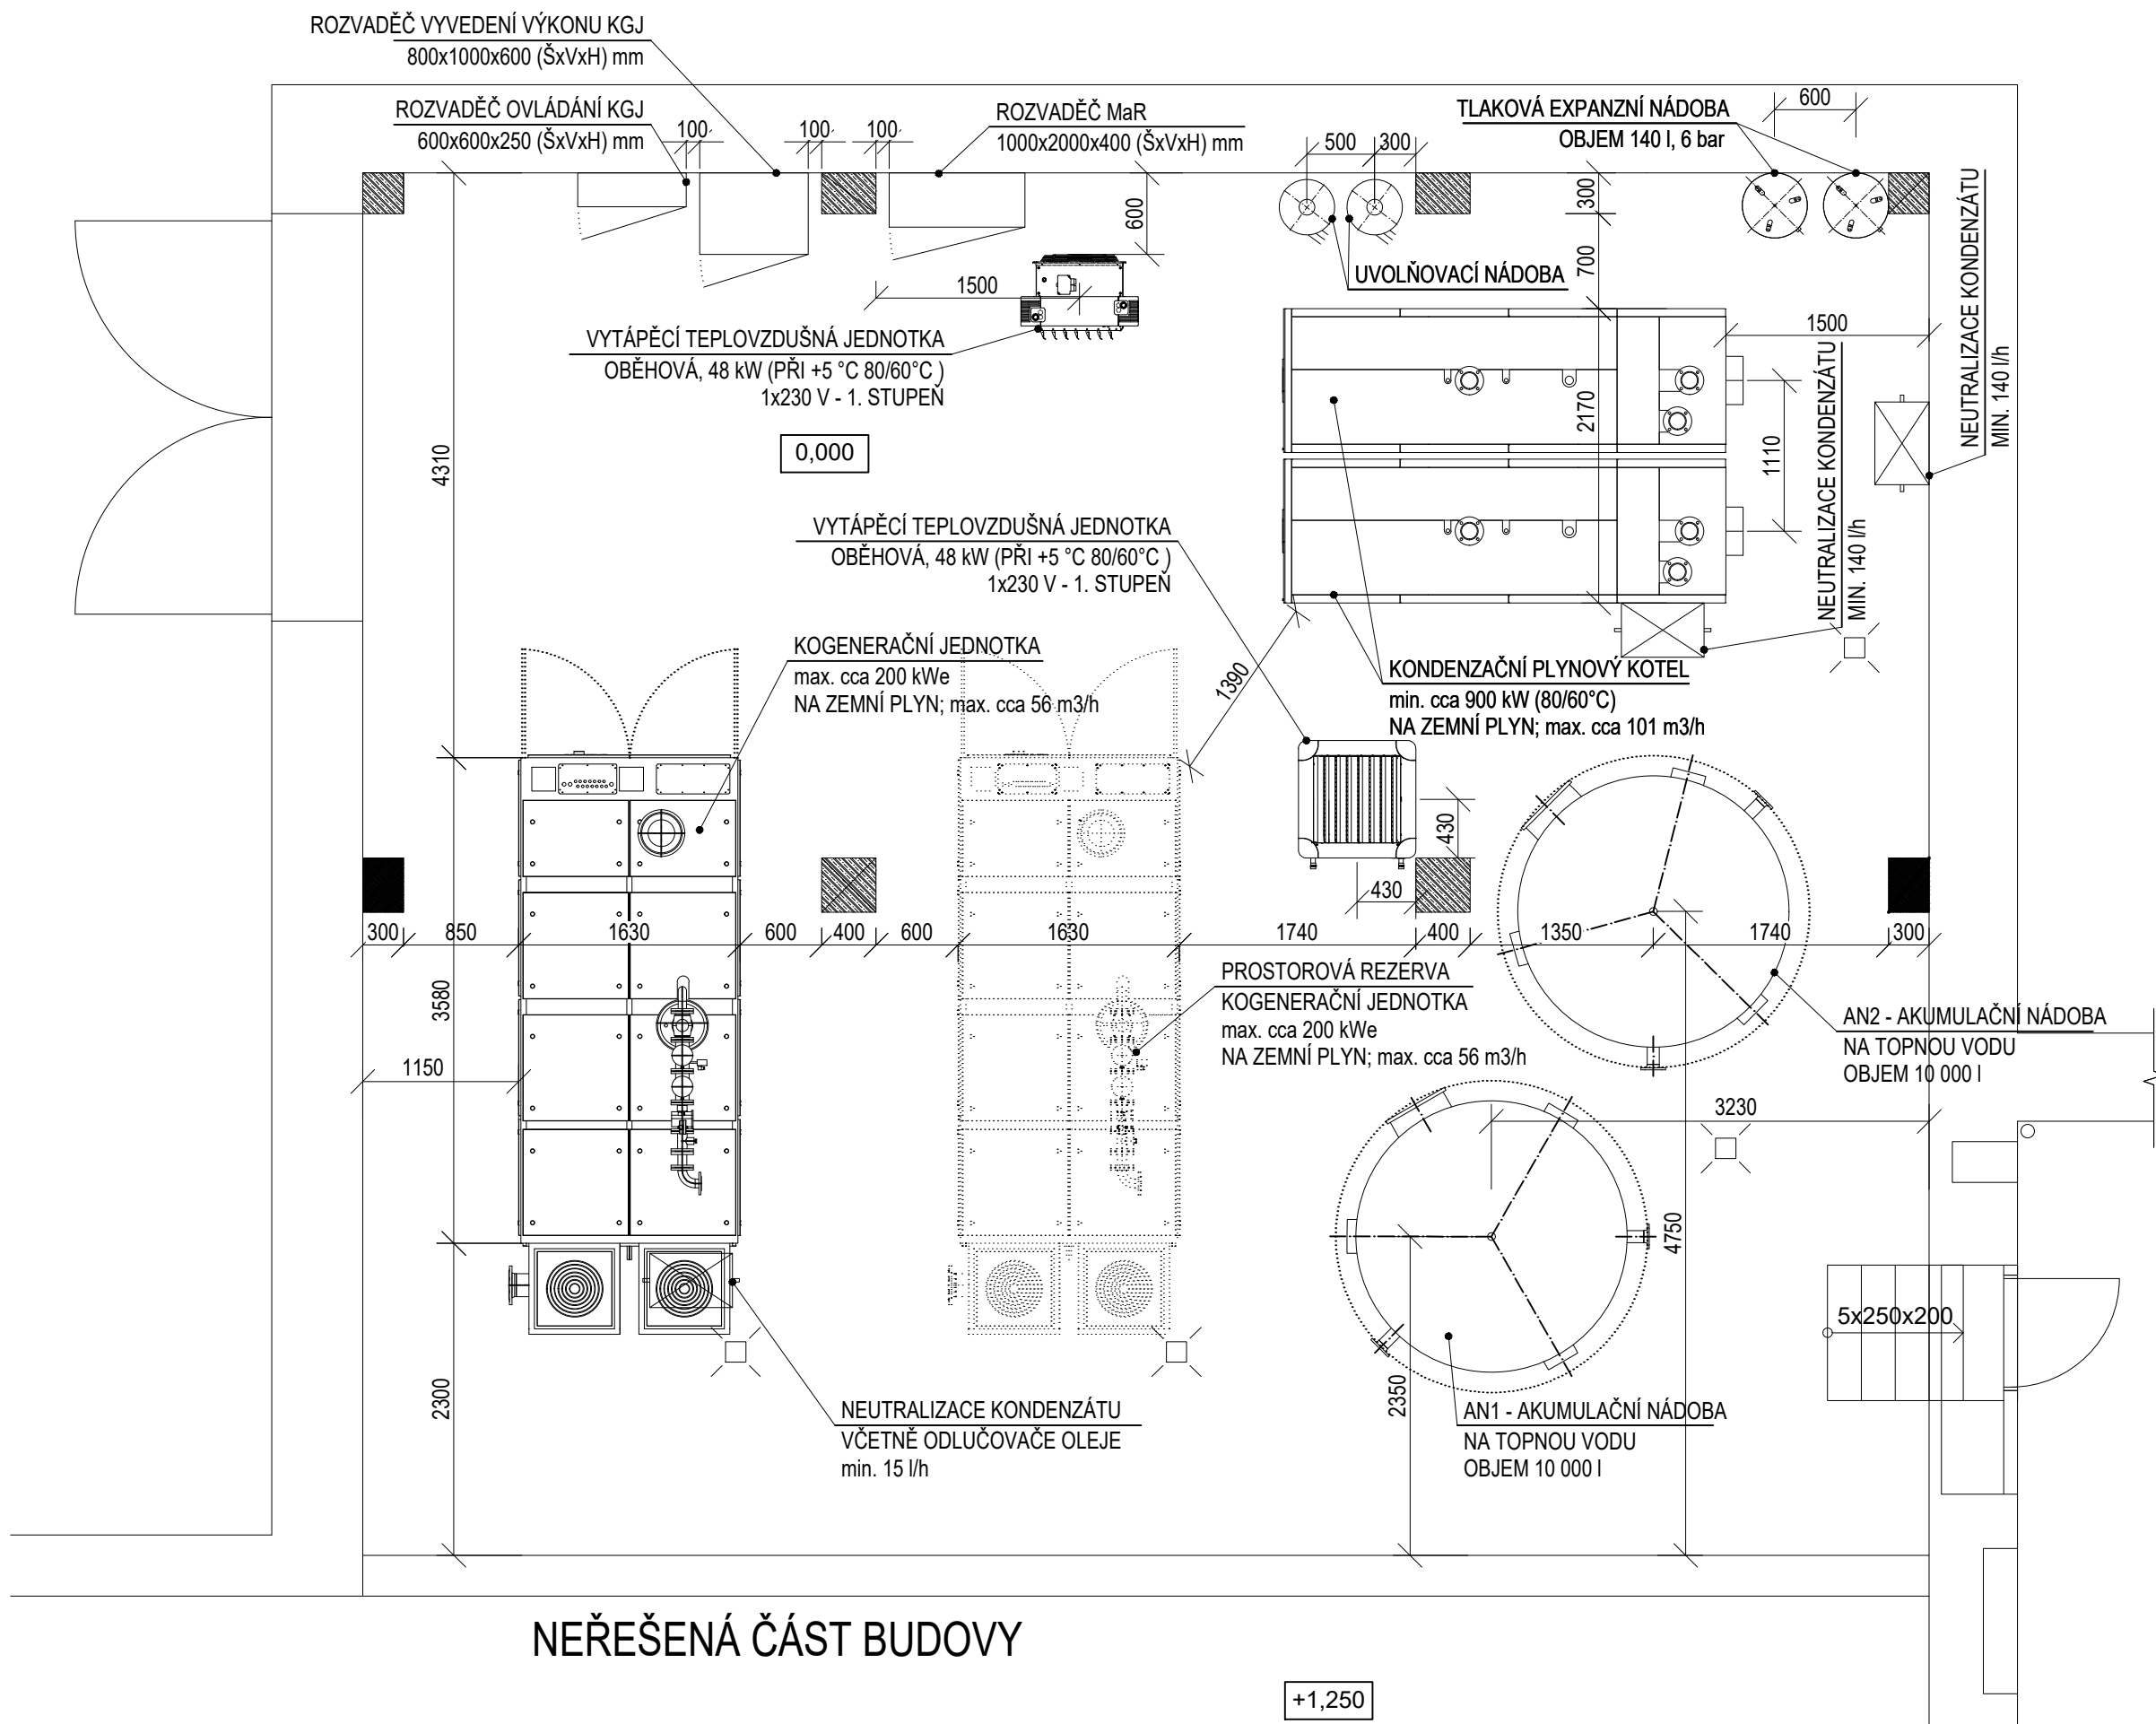 ROZVADĚČ VYVEDENÍ VÝKONU KGJ
800x1000x600 (ŠxVxH) mm
ROZVADĚČ OVLÁDÁNÍ KGJ
600x600x250 (ŠxVxH) mm
100
100
100
ROZVADĚČ MaR
1000x2000x400 (ŠxVxH) mm
500
300
TLAKOVÁ EXPANZNÍ NÁDOBA
OBJEM 140 l, 6 bar
600
600
300
700
UVOLŇOVACÍ NÁDOBA
NEUTRALIZACE KONDENZÁTU
MIN. 140 l/h
1500
VYTÁPĚCÍ TEPLOVZDUŠNÁ JEDNOTKA
OBĚHOVÁ, 48 kW (PŘI +5 °C 80/60°C )
1x230 V - 1. STUPEŇ
1500
NEUTRALIZACE KONDENZÁTU
MIN. 140 l/h
2170
1110
0,000
4310
VYTÁPĚCÍ TEPLOVZDUŠNÁ JEDNOTKA
OBĚHOVÁ, 48 kW (PŘI +5 °C 80/60°C )
1x230 V - 1. STUPEŇ
KOGENERAČNÍ JEDNOTKA
max. cca 200 kWe
NA ZEMNÍ PLYN; max. cca 56 m3/h
1390
KONDENZAČNÍ PLYNOVÝ KOTEL
min. cca 900 kW (80/60°C)
NA ZEMNÍ PLYN; max. cca 101 m3/h
430
430
300
850
1630
600
400
600
1630
1740
400
1350
1740
300
3580
PROSTOROVÁ REZERVA
KOGENERAČNÍ JEDNOTKA
max. cca 200 kWe
NA ZEMNÍ PLYN; max. cca 56 m3/h
AN2 - AKUMULAČNÍ NÁDOBA
NA TOPNOU VODU
OBJEM 10 000 l
1150
3230
4750
5x250x200
2300
2350
NEUTRALIZACE KONDENZÁTU
VČETNĚ ODLUČOVAČE OLEJE
min. 15 l/h
AN1 - AKUMULAČNÍ NÁDOBA
NA TOPNOU VODU
OBJEM 10 000 l
NEŘEŠENÁ ČÁST BUDOVY
+1,250